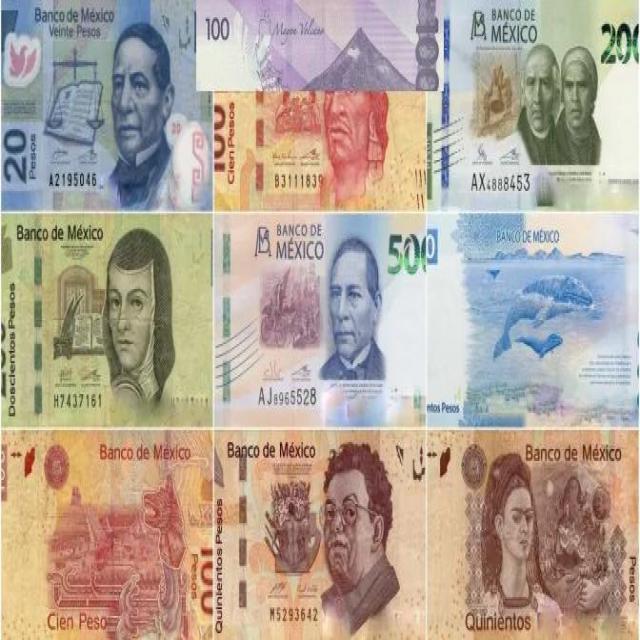 Banco de México
Veinte Pesos
20
Pesos
A2195046
100
100
Cien Pesos
B3111839
BANCO DE
MÉXICO
200
AX4888453
Banco de México
Doscientos Pesos
H7437161
BANCO DE
MÉXICO
500
AJ8965528
BANCO DE MÉXICO
ntos Pesos
Banco de México
Cien Peso
100
Pesos
Banco de México
Quinientos Pesos
M5293642
Banco de México
Quinientos
Pesos